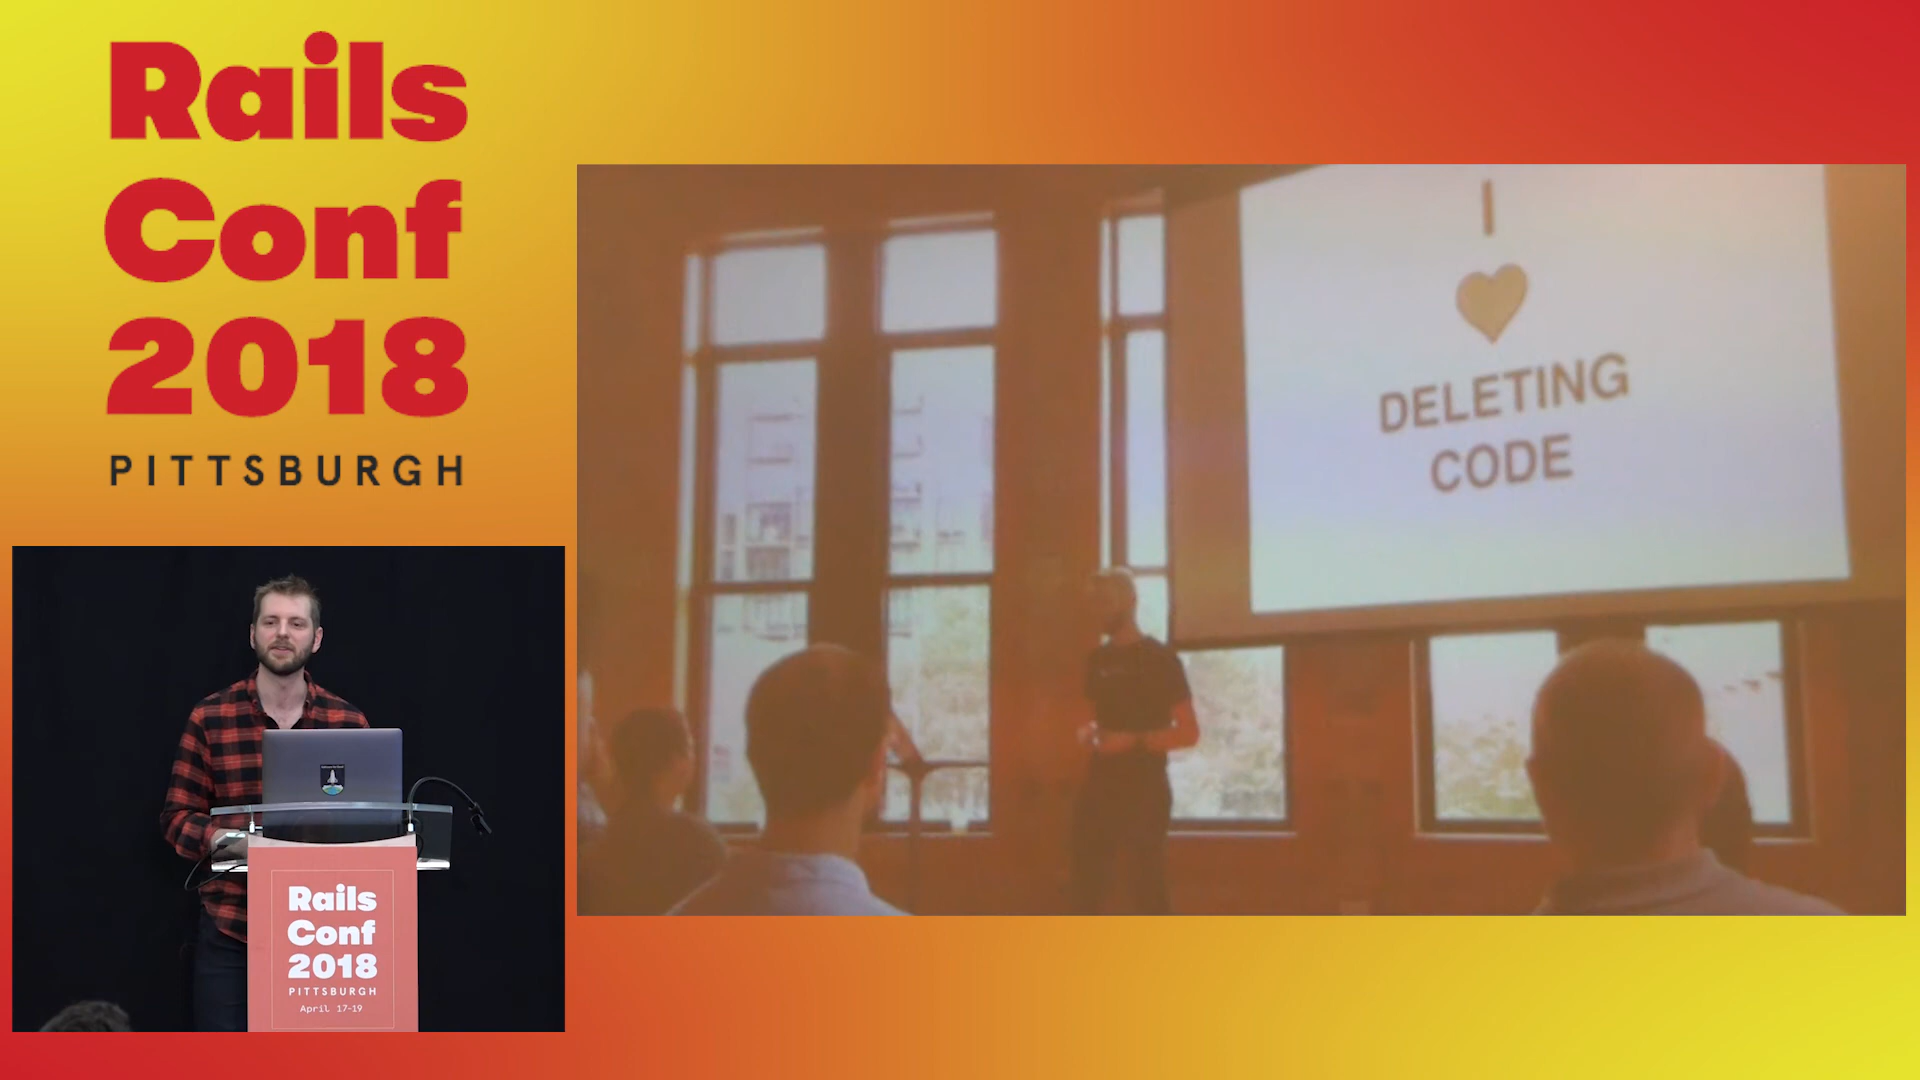 Rails
Conf
2018
PITTSBURGH
I
DELETING
CODE
Rails
Conf
2018
PITTSBURGH
April 17-19